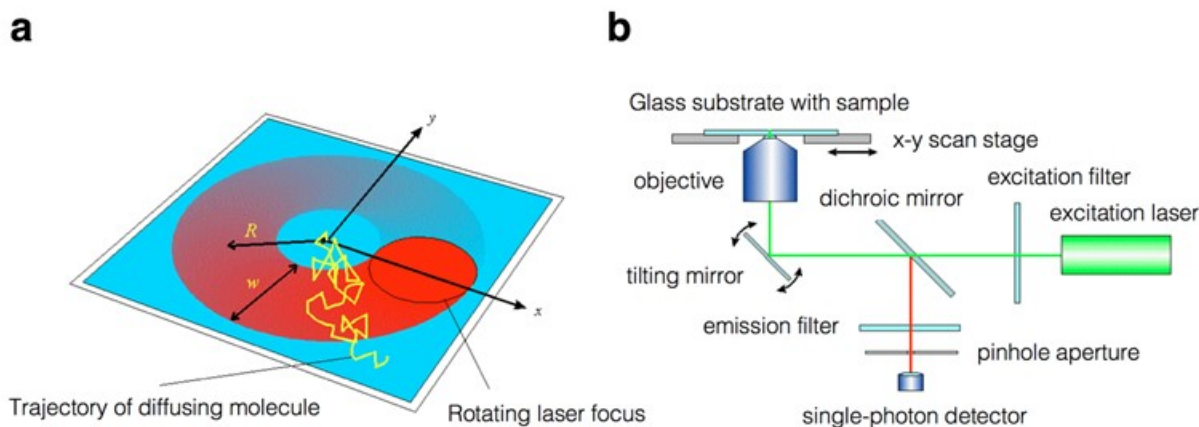 a
y
R
w
x
Trajectory of diffusing molecule
Rotating laser focus
b
Glass substrate with sample
x-y scan stage
objective
excitation filter
dichroic mirror
excitation laser
tilting mirror
emission filter
pinhole aperture
single-photon detector